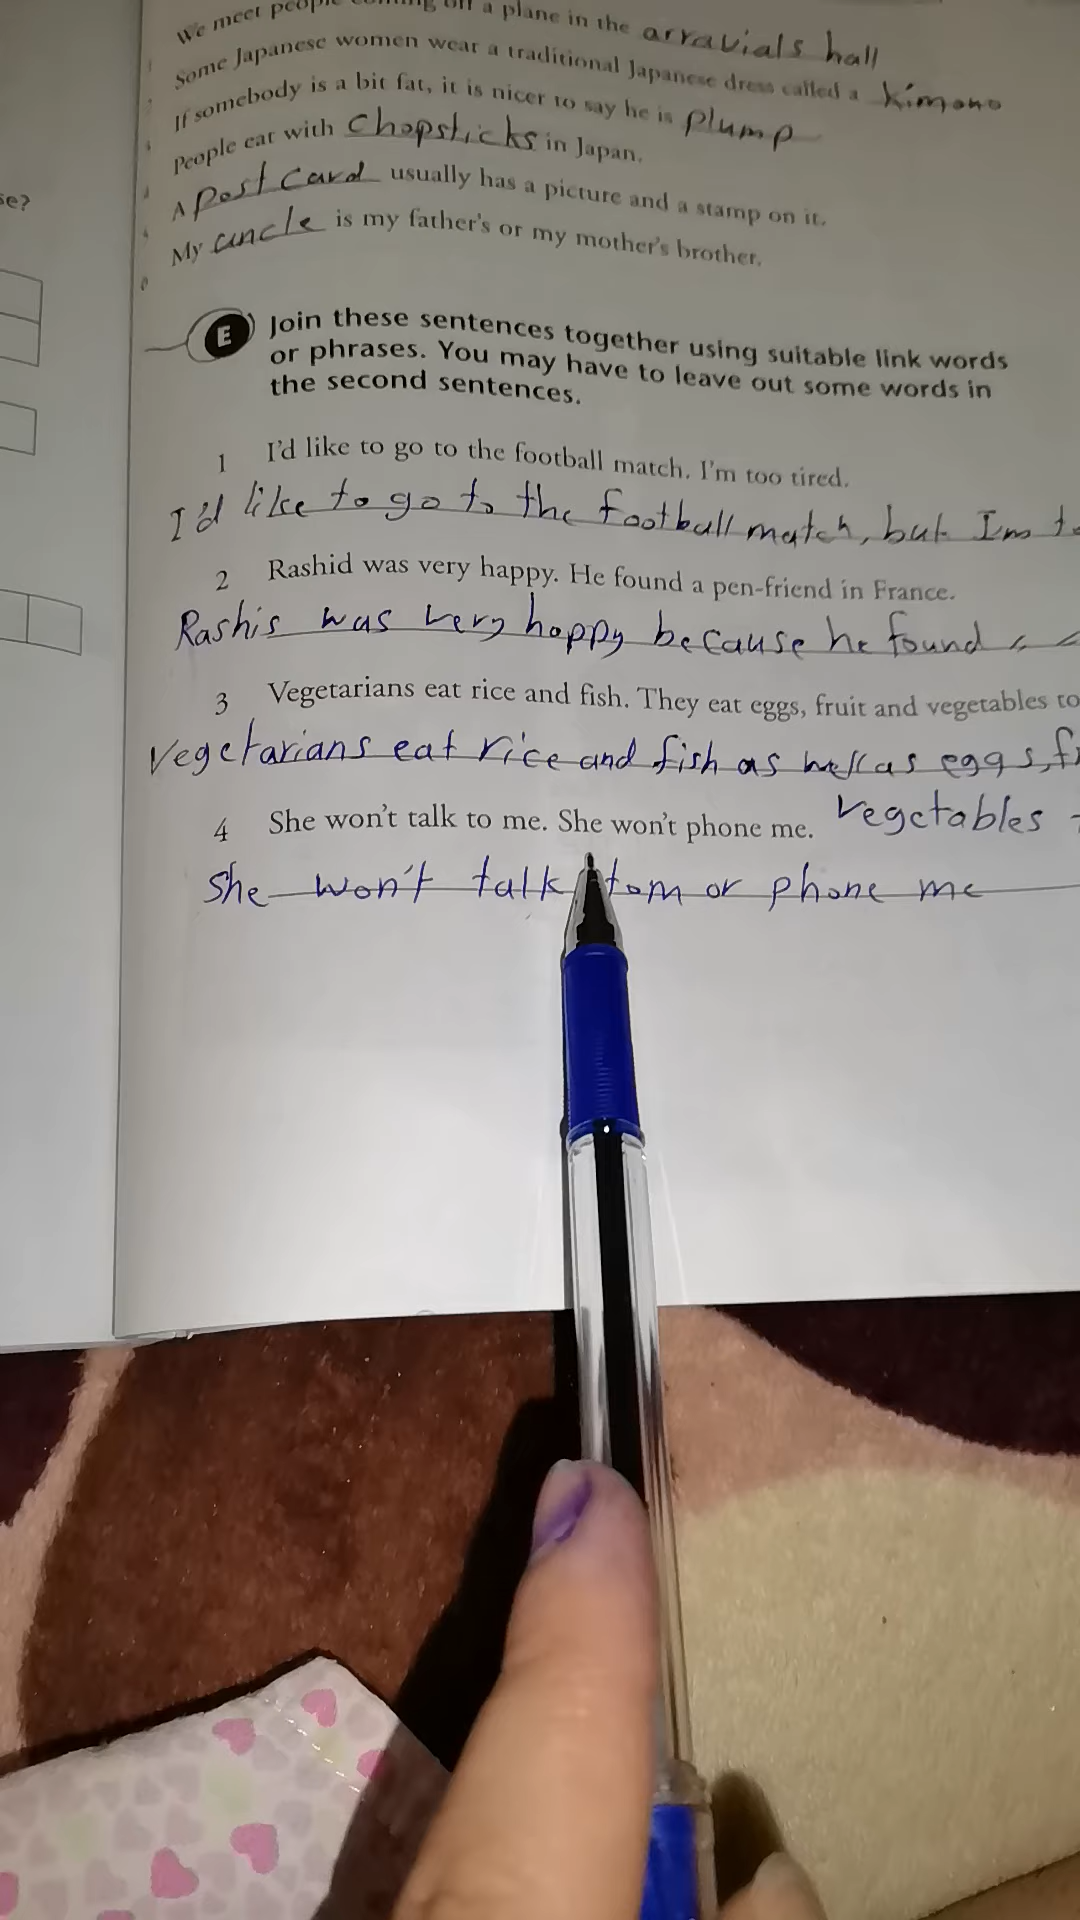 We meet people coming off a plane in the arravials hall
Some Japanese women wear a traditional Japanese dress called a kimono
If somebody is a bit fat, it is nicer to say he is plump
People eat with chopsticks in Japan.
A Post Card usually has a picture and a stamp on it.
My uncle is my father's or my mother's brother.
se?
E Join these sentences together using suitable link words
or phrases. You may have to leave out some words in
the second sentences.
1 I'd like to go to the football match. I'm too tired.
I'd like to go to the football match, but Im to
2 Rashid was very happy. He found a pen-friend in France.
Rashis was very happy because he found
3 Vegetarians eat rice and fish. They eat eggs, fruit and vegetables to
Vegetarians eat rice and fish as well as eggs, f
4 She won't talk to me. She won't phone me. vegetables
She won't talk tom or phone me